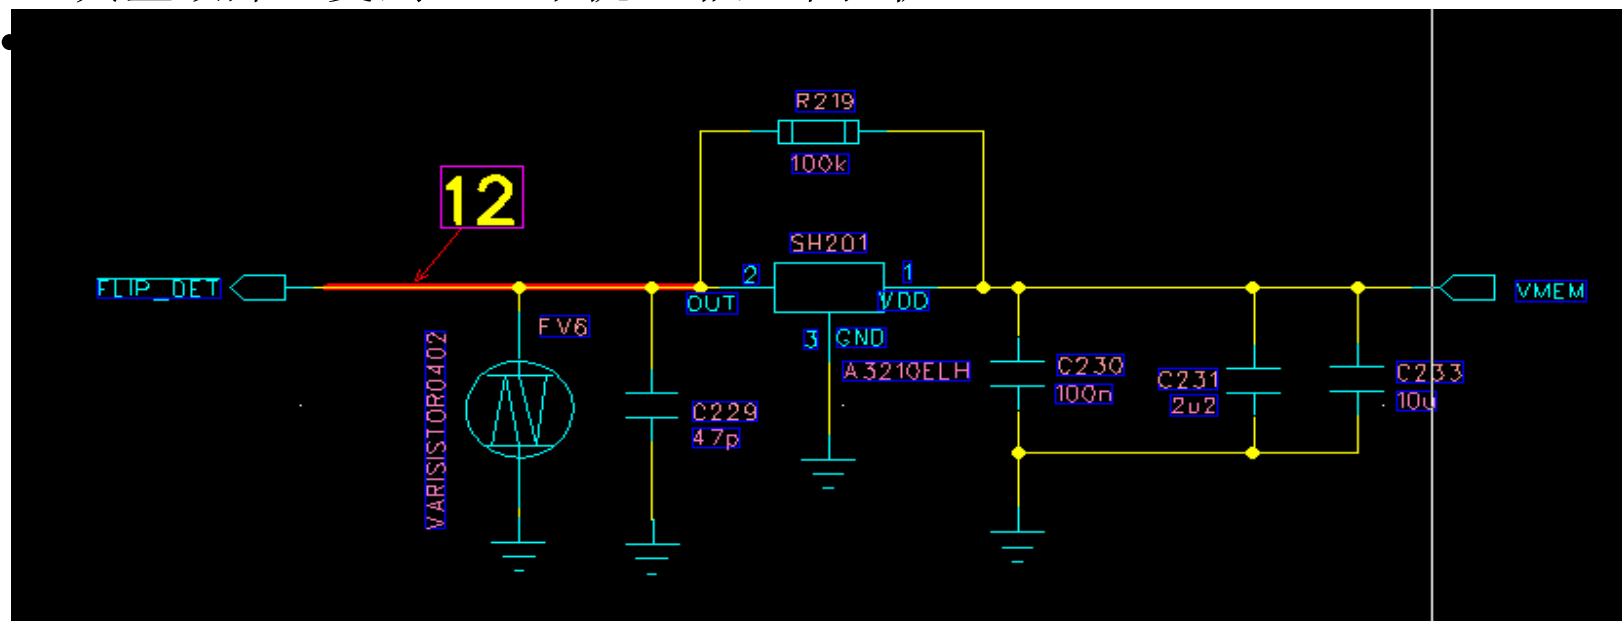 R219
100k
12
SH201
2
1
FLIP_DET
OUT
VDD
VMEM
FV6
3
GND
VARISISTOR0402
A3210ELH
C230
100n
C231
2u2
C233
10u
C229
47p